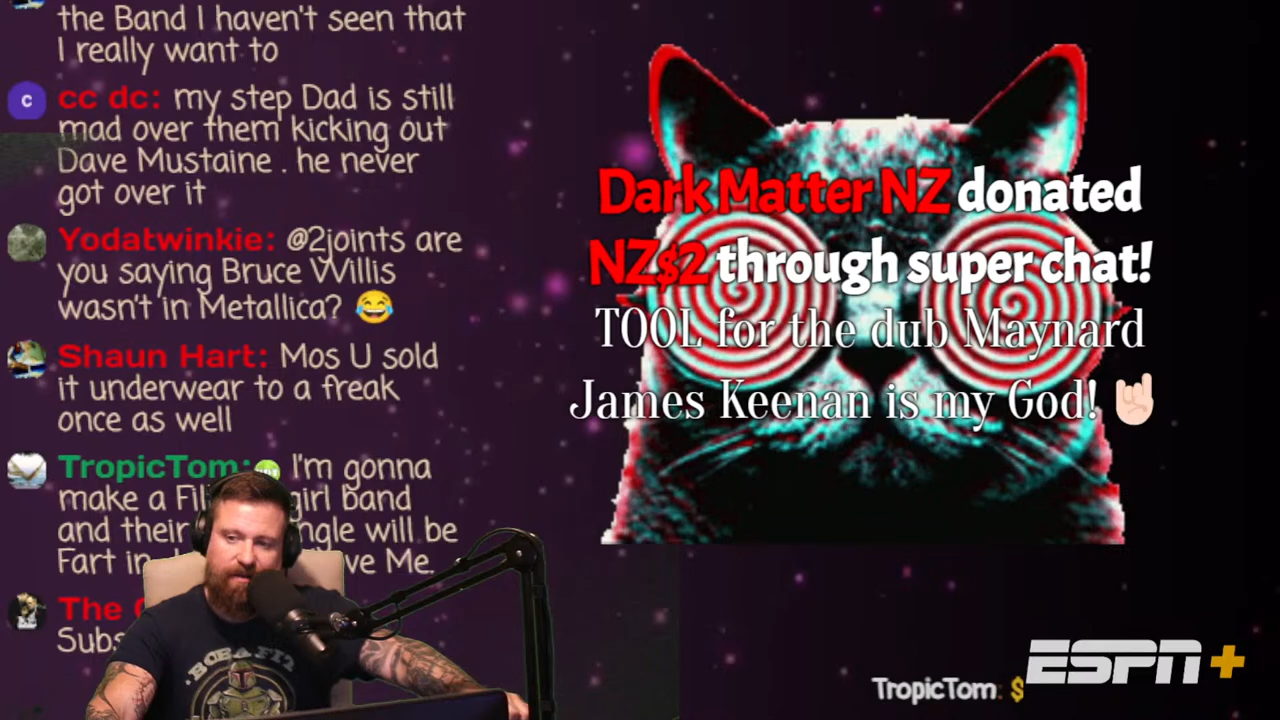 the Band I haven't seen that
I really want to
C
cc dc: my step Dad is still
mad over them kicking out
Dave Mustaine . he never
got over it
Yodatwinkie: @2joints are
you saying Bruce Willis
wasn't in Metallica? 😂
Shaun Hart: Mos U sold
it underwear to a freak
once as well
TropicTom: I'm gonna
make a girl band
and their will be
Fart in Me.
The
Dark Matter NZ donated
NZ$2 through super chat!
TOOL for the dub Maynard
James Keenan is my God! 🤘🏻
BOBA FIT
TropicTom: $
ESPN+